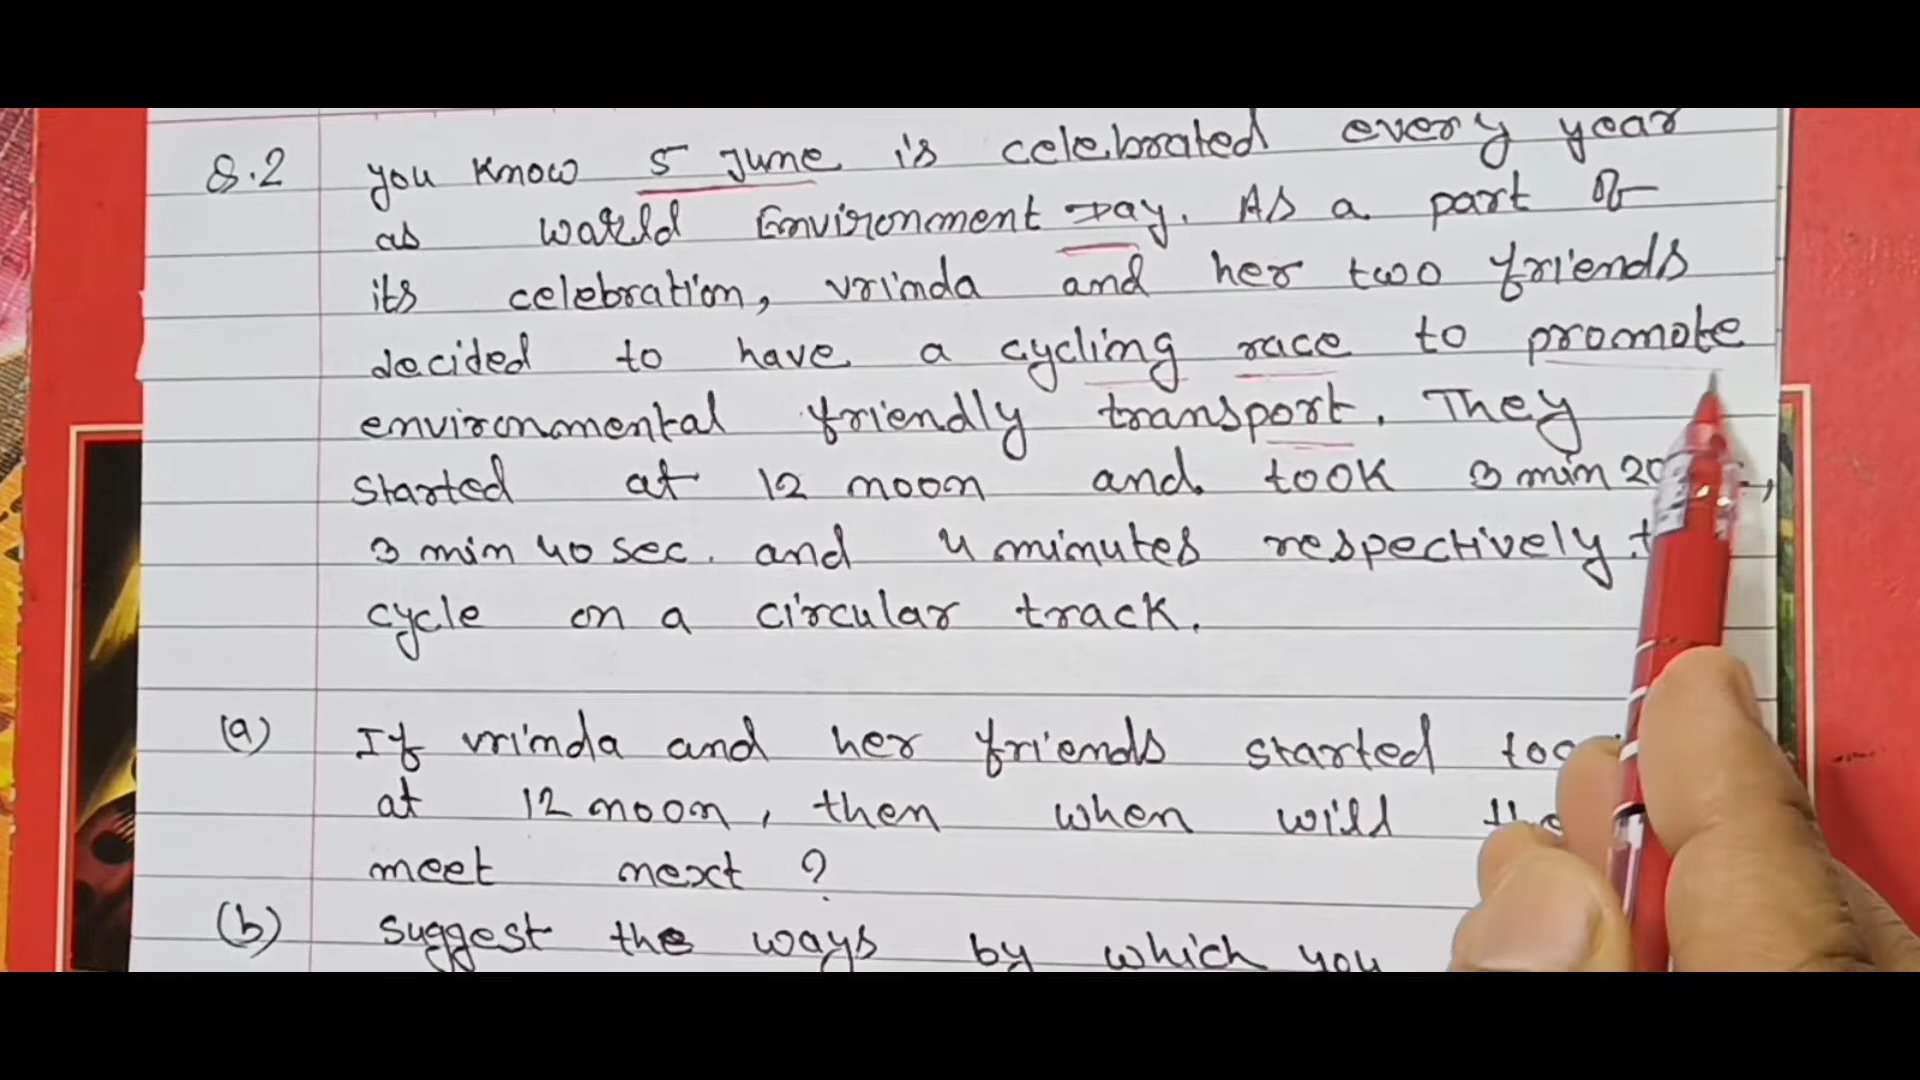 Q.2 you know 5 June is celebrated every year
as world Environment Day. As a part of
its celebration, vrinda and her two friends
decided to have a cycling race to promote
environmental friendly transport. They
started at 12 noon and took 3 min 20
3 min 40 sec. and 4 minutes respectively
cycle on a circular track.
(a) If vrinda and her friends started
at 12 noon, then when will
meet next ?
(b) suggest the ways by which you